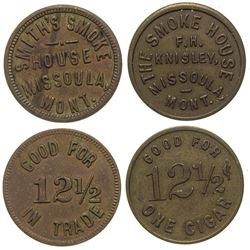 SMITH'S SMOKE
HOUSE
MISSOULA,
MONT.
THE SMOKE HOUSE
F.H.
KNISLEY,
MISSOULA
MONT.
GOOD FOR
12½
IN TRADE
GOOD FOR
12½¢
ONE CIGAR